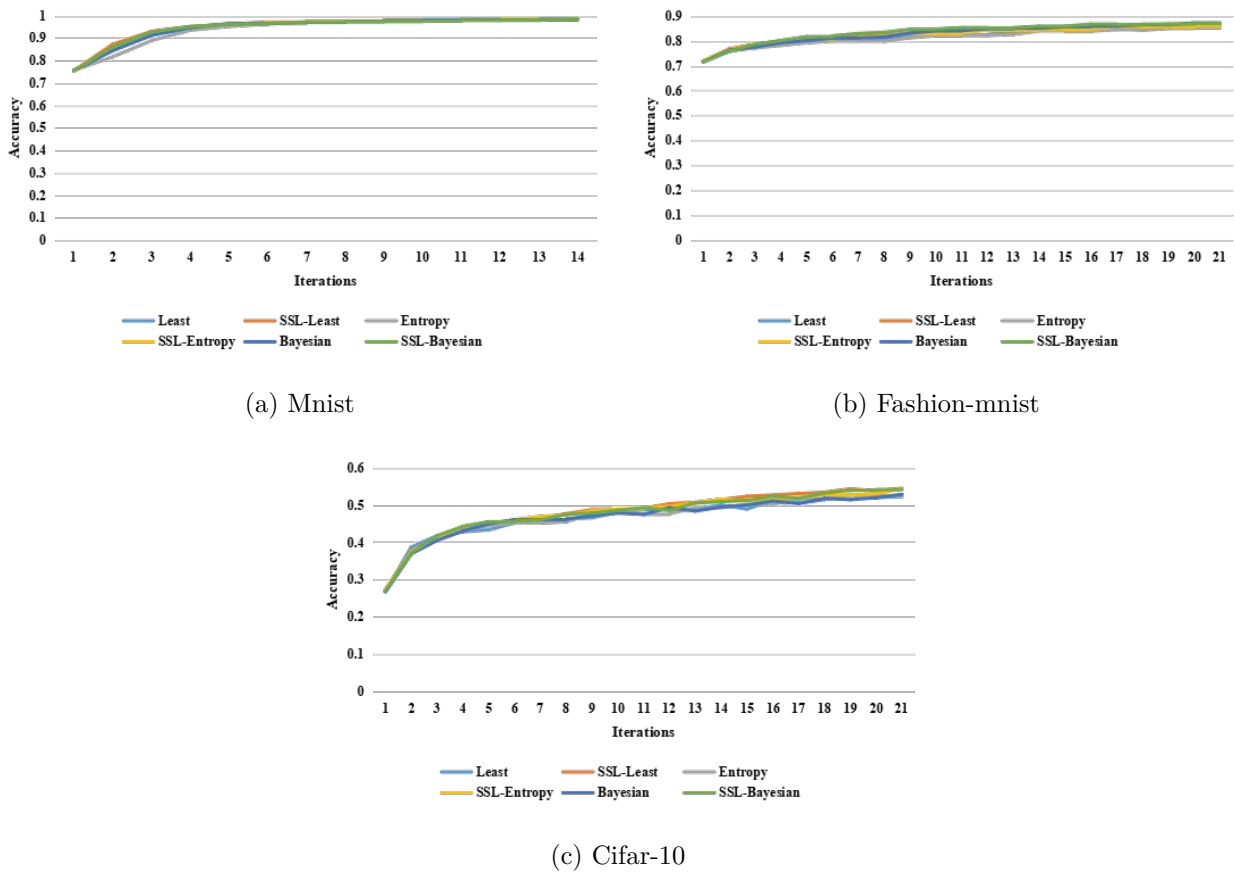 1
0.9
0.8
0.7
0.6
0.5
0.4
0.3
0.2
0.1
0
Accuracy
1 2 3 4 5 6 7 8 9 10 11 12 13 14
Iterations
Least SSL-Least Entropy
SSL-Entropy Bayesian SSL-Bayesian
(a) Mnist
0.9
0.8
0.7
0.6
0.5
0.4
0.3
0.2
0.1
0
Accuracy
1 2 3 4 5 6 7 8 9 10 11 12 13 14 15 16 17 18 19 20 21
Iterations
Least SSL-Least Entropy
SSL-Entropy Bayesian SSL-Bayesian
(b) Fashion-mnist
0.6
0.5
0.4
0.3
0.2
0.1
0
Accuracy
1 2 3 4 5 6 7 8 9 10 11 12 13 14 15 16 17 18 19 20 21
Iterations
Least SSL-Least Entropy
SSL-Entropy Bayesian SSL-Bayesian
(c) Cifar-10